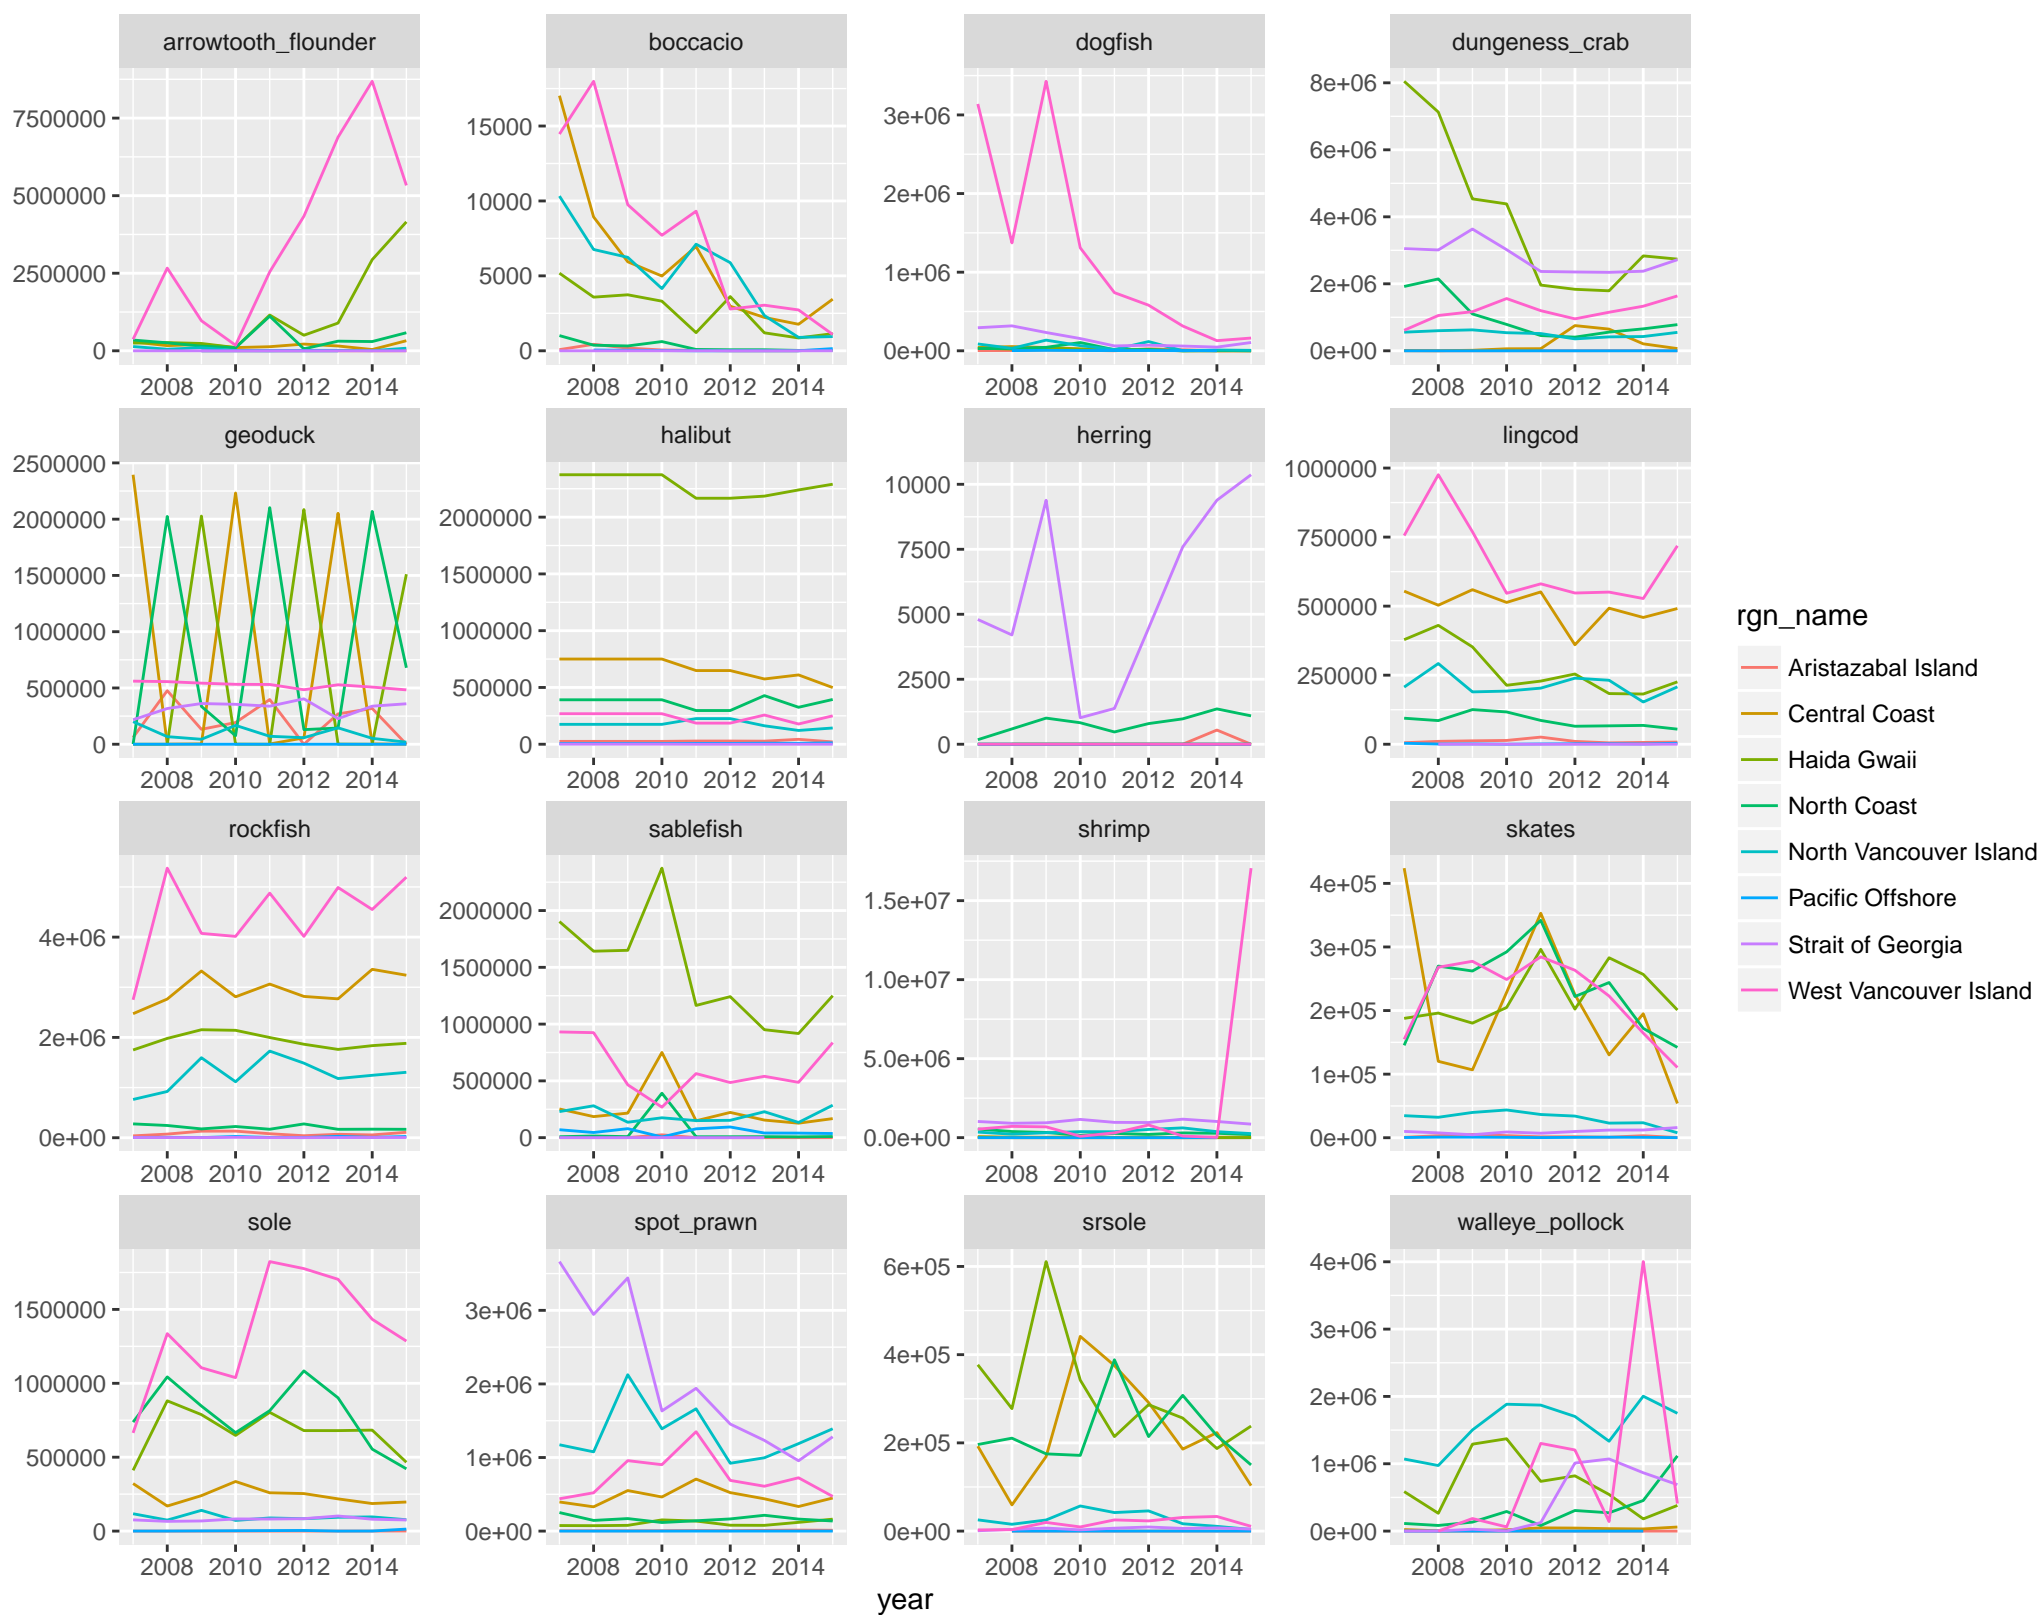 arrowtooth_flounder
boccacio
dogfish
dungeness_crab
7500000
5000000
2500000
0
15000
10000
5000
0
3e+06
2e+06
1e+06
0e+00
8e+06
6e+06
4e+06
2e+06
0e+00
2008 2010 2012 2014
2008 2010 2012 2014
2008 2010 2012 2014
2008 2010 2012 2014
geoduck
halibut
herring
lingcod
2500000
2000000
1500000
1000000
500000
0
2000000
1500000
1000000
500000
0
10000
7500
5000
2500
0
1000000
750000
500000
250000
0
2008 2010 2012 2014
2008 2010 2012 2014
2008 2010 2012 2014
2008 2010 2012 2014
rockfish
sablefish
shrimp
skates
4e+06
2e+06
0e+00
2000000
1500000
1000000
500000
0
1.5e+07
1.0e+07
5.0e+06
0.0e+00
4e+05
3e+05
2e+05
1e+05
0e+00
2008 2010 2012 2014
2008 2010 2012 2014
2008 2010 2012 2014
2008 2010 2012 2014
sole
spot_prawn
srsole
walleye_pollock
1500000
1000000
500000
0
3e+06
2e+06
1e+06
0e+00
6e+05
4e+05
2e+05
0e+00
4e+06
3e+06
2e+06
1e+06
0e+00
2008 2010 2012 2014
2008 2010 2012 2014
2008 2010 2012 2014
2008 2010 2012 2014
year
rgn_name
Aristazabal Island
Central Coast
Haida Gwaii
North Coast
North Vancouver Island
Pacific Offshore
Strait of Georgia
West Vancouver Island